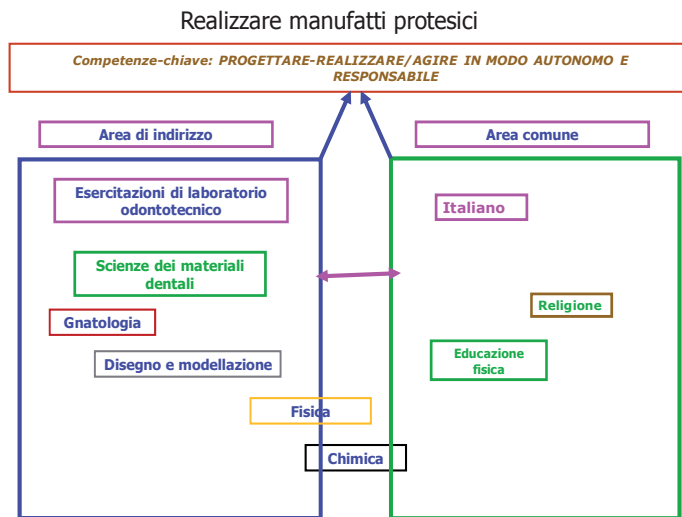 Realizzare manufatti protesici
Competenze-chiave: PROGETTARE-REALIZZARE/AGIRE IN MODO AUTONOMO E
RESPONSABILE
Area di indirizzo
Area comune
Esercitazioni di laboratorio
odontotecnico
Italiano
Scienze dei materiali
dentali
Religione
Gnatologia
Educazione
fisica
Disegno e modellazione
Fisica
Chimica